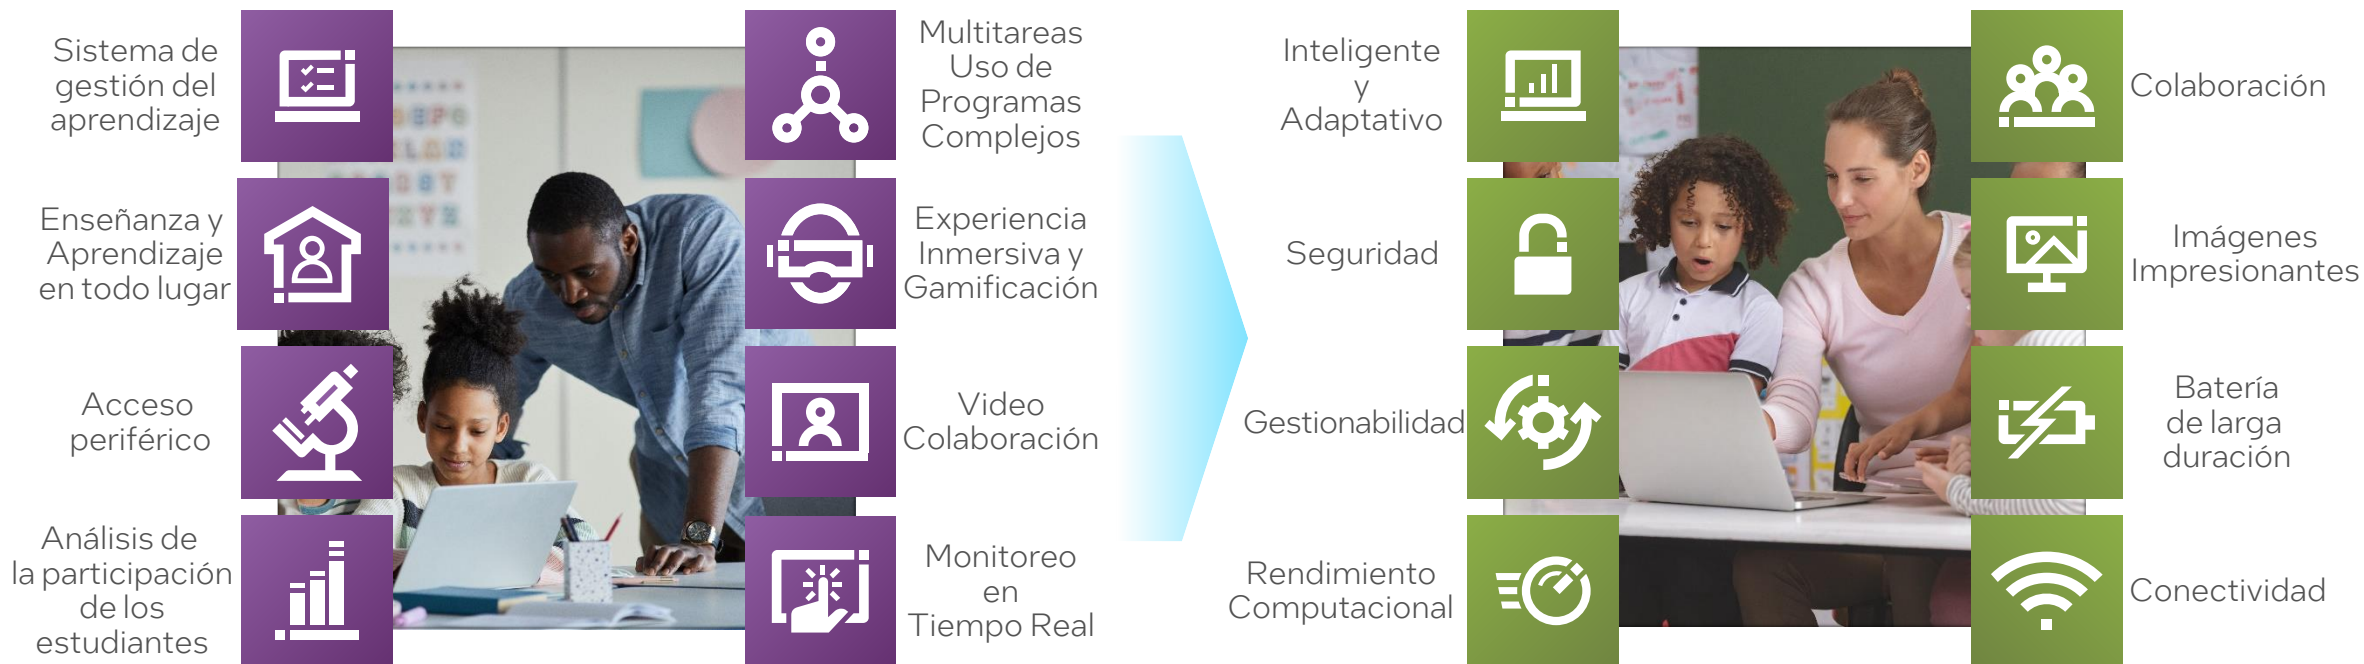 Sistema de
gestión del
aprendizaje
Enseñanza y
Aprendizaje
en todo lugar
Acceso
periférico
Análisis de
la participación
de los
estudiantes
Multitareas
Uso de
Programas
Complejos
Experiencia
Inmersiva y
Gamificación
Video
Colaboración
Monitoreo
en
Tiempo Real
Inteligente
y
Adaptativo
Seguridad
Gestionabilidad
Rendimiento
Computacional
Colaboración
Imágenes
Impresionantes
Batería
de larga
duración
Conectividad